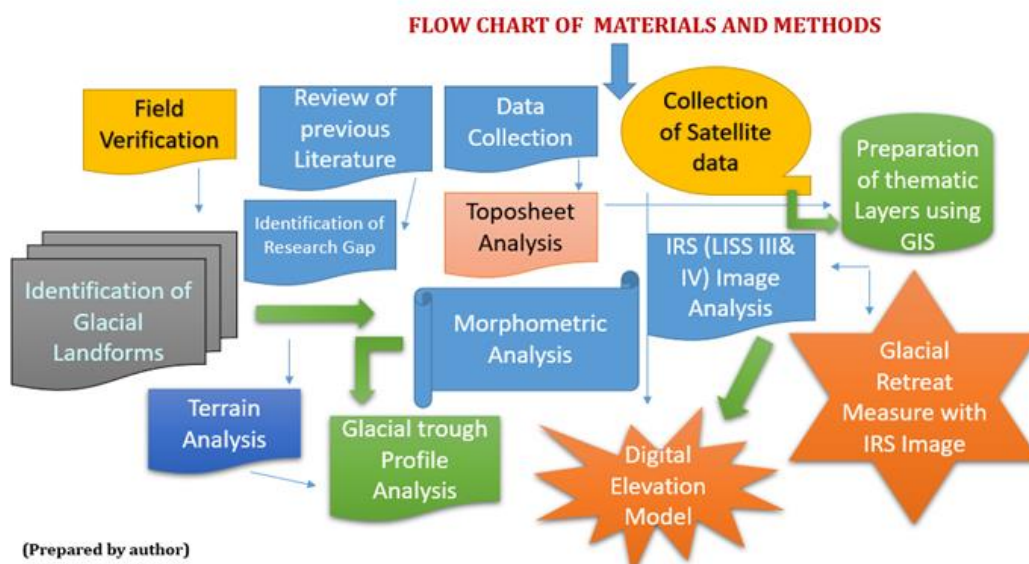 FLOW CHART OF MATERIALS AND METHODS
Field
Verification
Review of
previous
Literature
Data
Collection
Collection
of Satellite
data
Preparation
of thematic
Layers using
GIS
Identification of
Research Gap
Toposheet
Analysis
IRS (LISS III&
IV) Image
Analysis
Identification of
Glacial
Landforms
Morphometric
Analysis
Glacial
Retreat
Measure with
IRS Image
Terrain
Analysis
Glacial trough
Profile
Analysis
Digital
Elevation
Model
(Prepared by author)